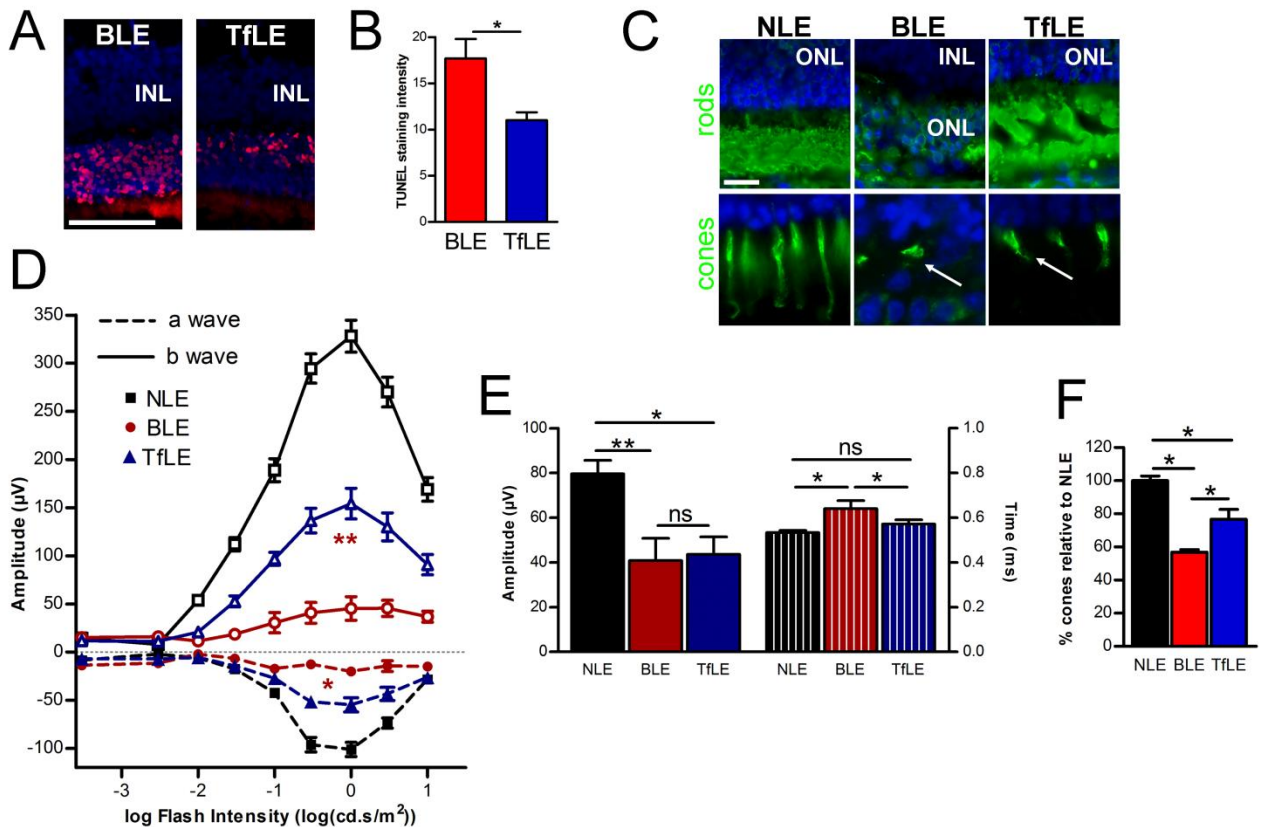 A
BLE
TfLE
INL
INL
B
TUNEL staining intensity
20
15
10
5
0
*
BLE
TfLE
C
NLE
BLE
TfLE
rods
ONL
INL
ONL
ONL
cones
D
350
300
250
200
150
100
50
0
-50
-100
Amplitude (µV)
a wave
b wave
NLE
BLE
TfLE
**
*
-3
-2
-1
0
1
log Flash Intensity (log(cd.s/m²)
E
Amplitude (µV)
100
80
60
40
20
0
*
**
ns
ns
*
*
NLE
BLE
TfLE
NLE
BLE
TfLE
1.0
0.8
0.6
0.4
0.2
0.0
Time (ms)
F
% cones relative to NLE
120
100
80
60
40
20
0
*
*
*
NLE
BLE
TfLE